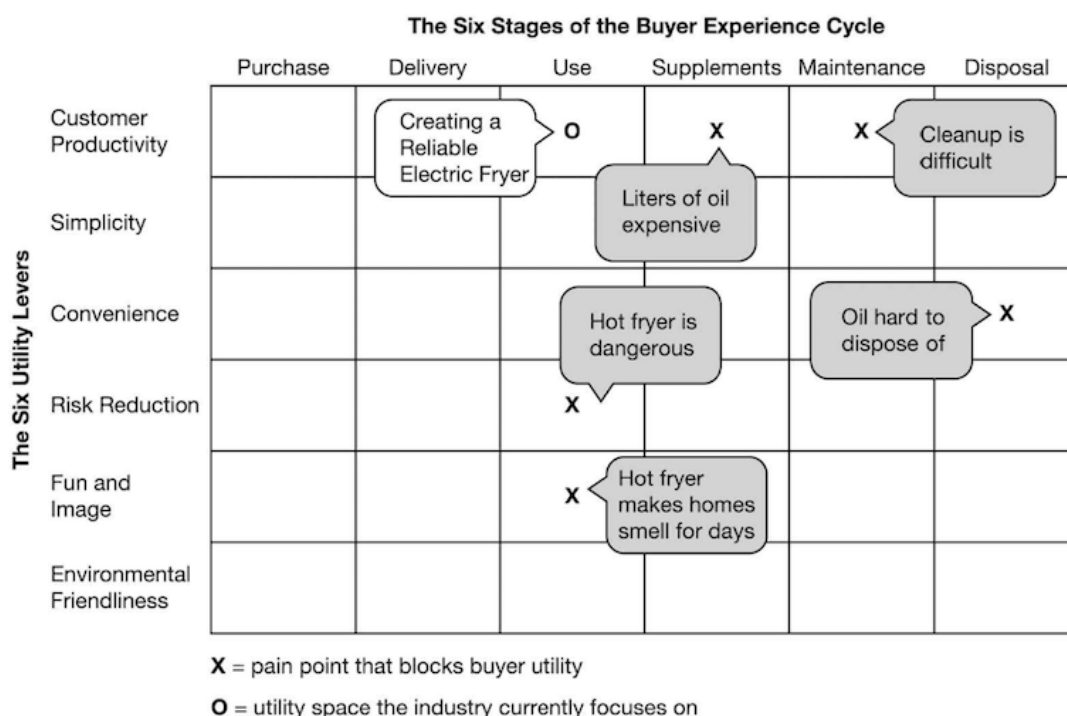 The Six Stages of the Buyer Experience Cycle
Purchase
Delivery
Use
Supplements
Maintenance
Disposal
The Six Utility Levers
Customer
Productivity
Creating a
Reliable
Electric Fryer
O
X
X
Cleanup is
difficult
Simplicity
Liters of oil
expensive
Convenience
Hot fryer is
dangerous
Oil hard to
dispose of
X
Risk Reduction
X
Fun and
Image
X
Hot fryer
makes homes
smell for days
Environmental
Friendliness
X = pain point that blocks buyer utility
O = utility space the industry currently focuses on